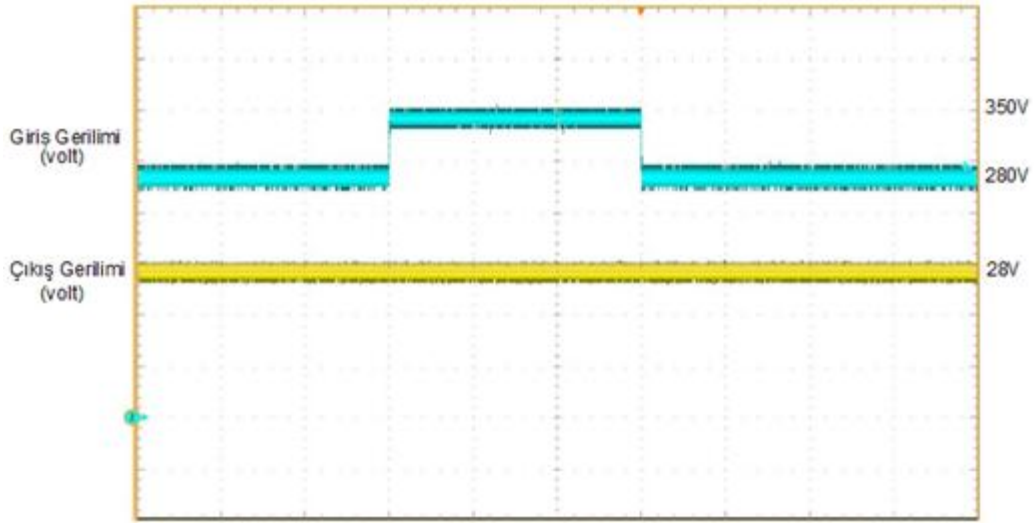 Giriş Gerilimi
(volt)
350V
280V
Çıkış Gerilimi
(volt)
28V